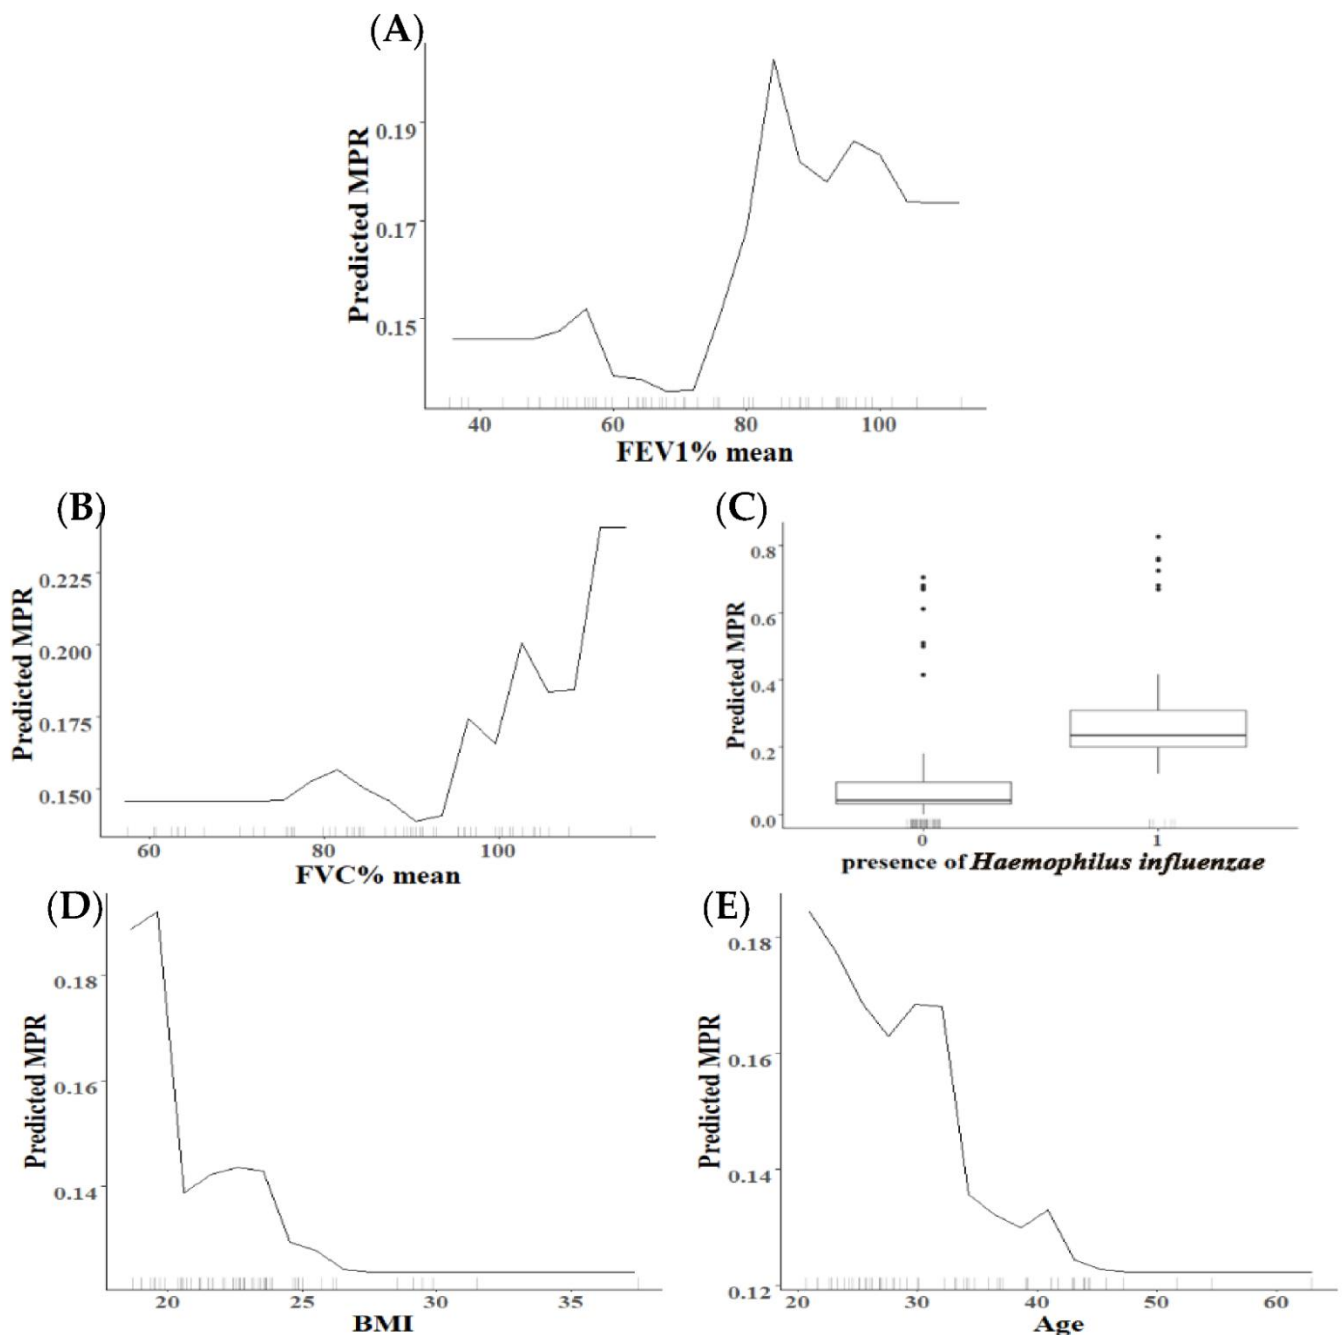 (A)
Predicted MPR
0.19
0.17
0.15
40 60 80 100
FEV1% mean
(B)
Predicted MPR
0.225
0.200
0.175
0.150
60 80 100
FVC% mean
(C)
Predicted MPR
0.8
0.6
0.4
0.2
0.0
0 1
presence of Haemophilus influenzae
(D)
Predicted MPR
0.18
0.16
0.14
20 25 30 35
BMI
(E)
Predicted MPR
0.18
0.16
0.14
0.12
20 30 40 50 60
Age